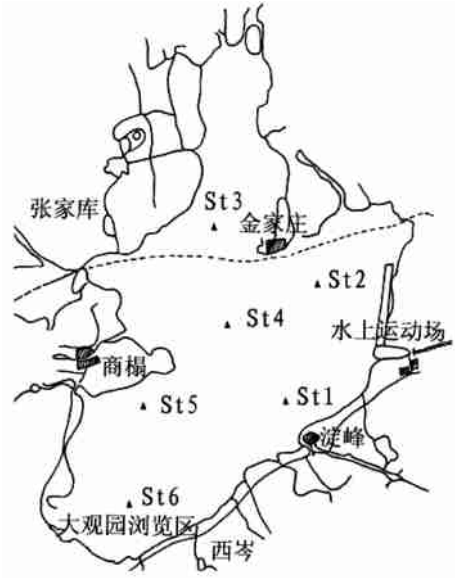 张家库
St3
金家庄
St2
St4
水上运动场
商榻
St5
St1
淀峰
St6
大观园浏览区
西岑